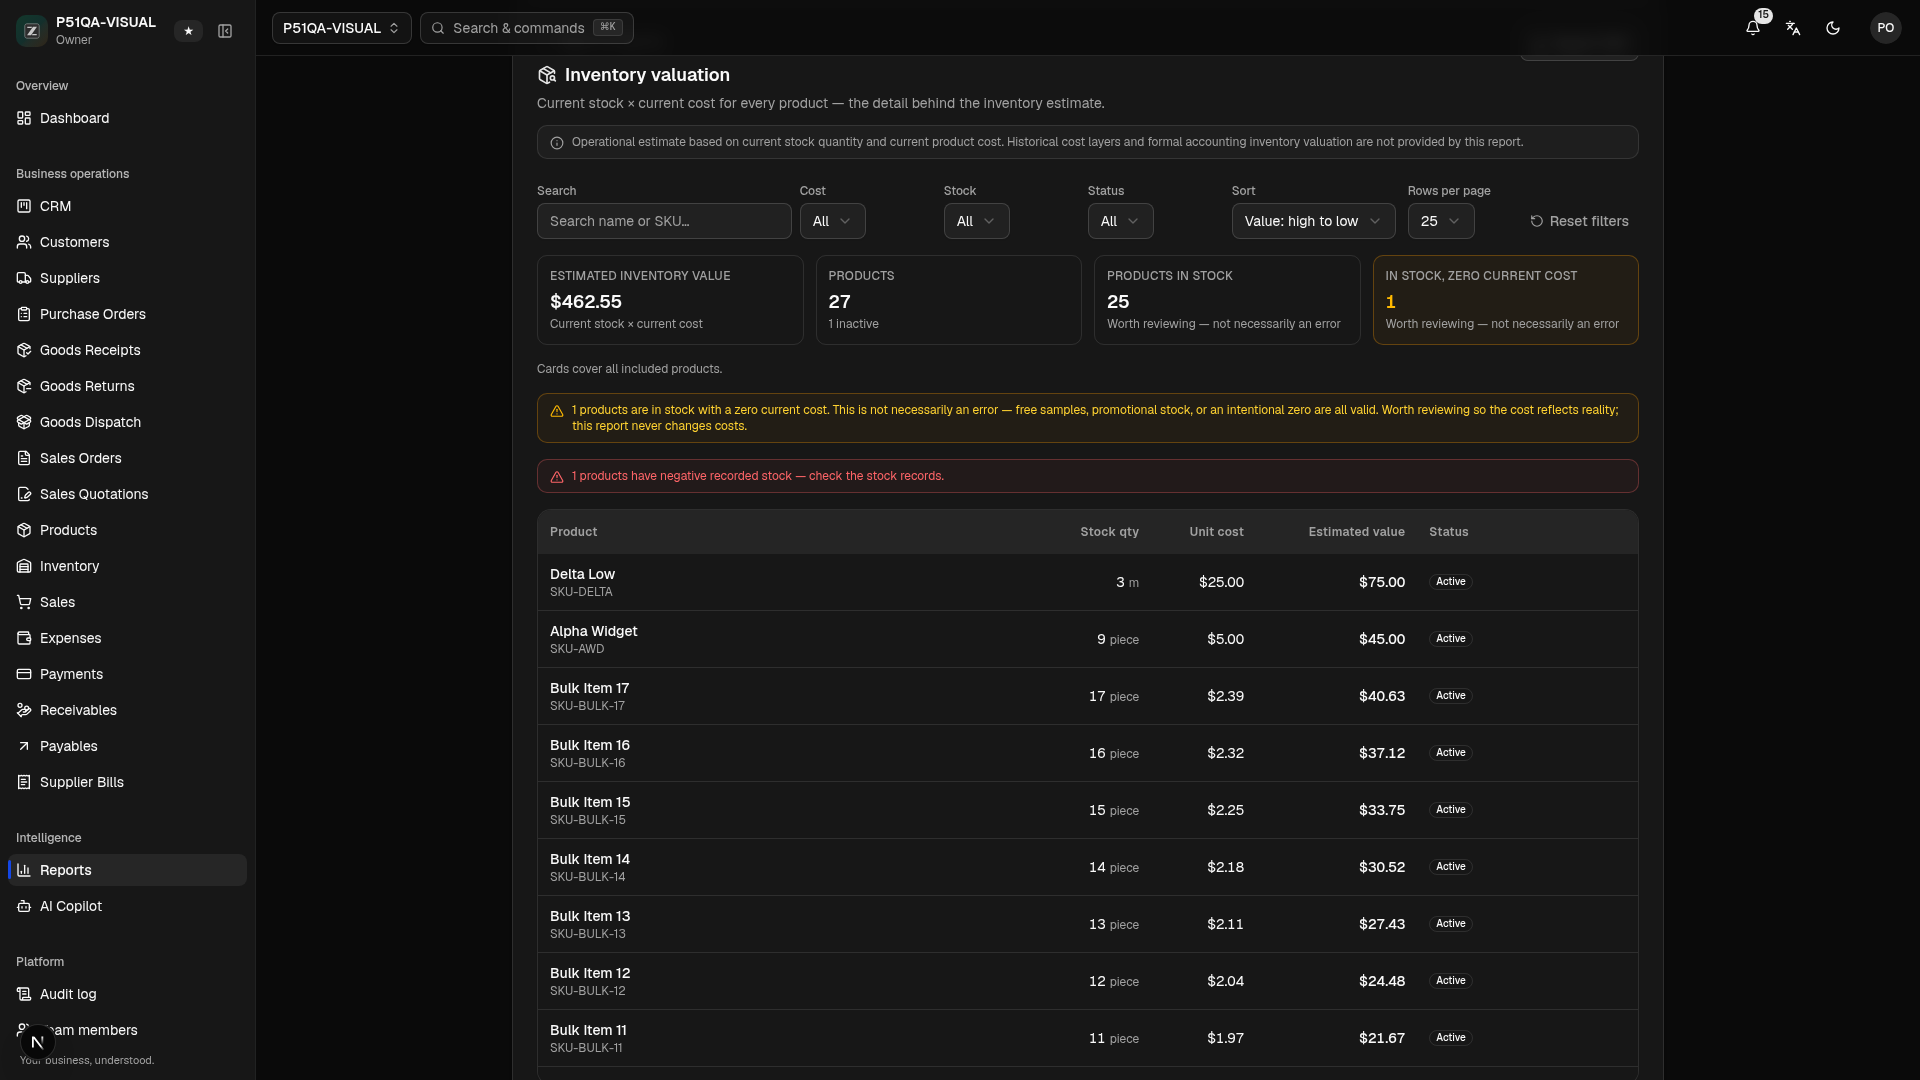 P51QA-VISUAL
Owner
P51QA-VISUAL
Search & commands
⌘K
15
PO
Overview
Dashboard
Business operations
CRM
Customers
Suppliers
Purchase Orders
Goods Receipts
Goods Returns
Goods Dispatch
Sales Orders
Sales Quotations
Products
Inventory
Sales
Expenses
Payments
Receivables
Payables
Supplier Bills
Intelligence
Reports
AI Copilot
Platform
Audit log
members
N
business, understood.
Inventory valuation
Current stock × current cost for every product — the detail behind the inventory estimate.
Operational estimate based on current stock quantity and current product cost. Historical cost layers and formal accounting inventory valuation are not provided by this report.
Search Cost Stock Status Sort Rows per page
Search name or SKU... All All All Value: high to low 25 Reset filters
ESTIMATED INVENTORY VALUE
$462.55
Current stock × current cost
PRODUCTS
27
1 inactive
PRODUCTS IN STOCK
25
Worth reviewing — not necessarily an error
IN STOCK, ZERO CURRENT COST
1
Worth reviewing — not necessarily an error
Cards cover all included products.
1 products are in stock with a zero current cost. This is not necessarily an error — free samples, promotional stock, or an intentional zero are all valid. Worth reviewing so the cost reflects reality;
this report never changes costs.
1 products have negative recorded stock — check the stock records.
Product Stock qty Unit cost Estimated value Status
Delta Low
SKU-DELTA
3 m $25.00 $75.00 Active
Alpha Widget
SKU-AWD
9 piece $5.00 $45.00 Active
Bulk Item 17
SKU-BULK-17
17 piece $2.39 $40.63 Active
Bulk Item 16
SKU-BULK-16
16 piece $2.32 $37.12 Active
Bulk Item 15
SKU-BULK-15
15 piece $2.25 $33.75 Active
Bulk Item 14
SKU-BULK-14
14 piece $2.18 $30.52 Active
Bulk Item 13
SKU-BULK-13
13 piece $2.11 $27.43 Active
Bulk Item 12
SKU-BULK-12
12 piece $2.04 $24.48 Active
Bulk Item 11
SKU-BULK-11
11 piece $1.97 $21.67 Active